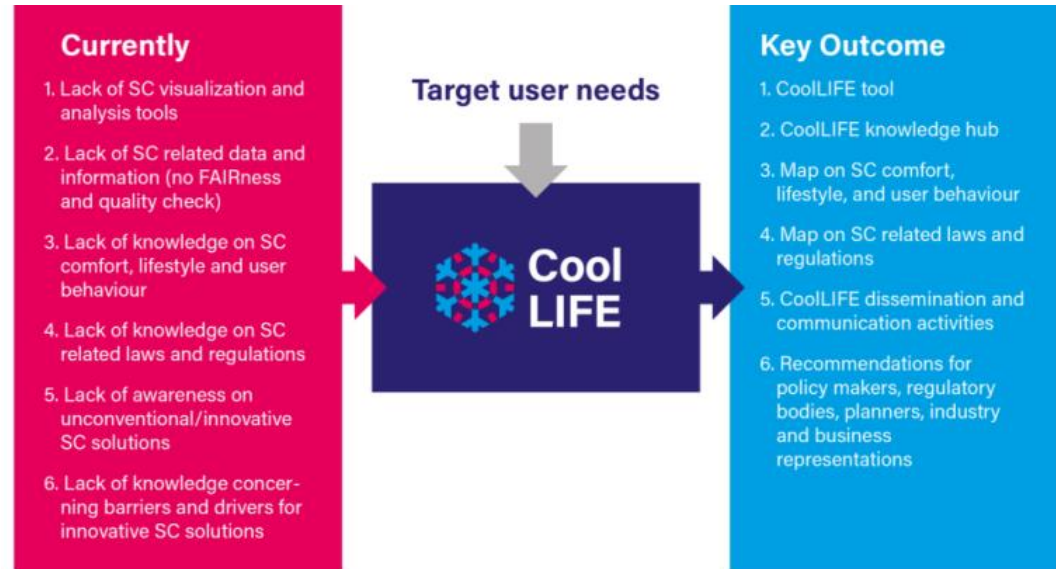 Currently
1. Lack of SC visualization and
analysis tools
2. Lack of SC related data and
information (no FAIRness
and quality check)
3. Lack of knowledge on SC
comfort, lifestyle and user
behaviour
4. Lack of knowledge on SC
related laws and regulations
5. Lack of awareness on
unconventional/innovative
SC solutions
6. Lack of knowledge concer-
ning barriers and drivers for
innovative SC solutions
Target user needs
Cool
LIFE
Key Outcome
1. CoolLIFE tool
2. CoolLIFE knowledge hub
3. Map on SC comfort,
lifestyle, and user behaviour
4. Map on SC related laws and
regulations
5. CoolLIFE dissemination and
communication activities
6. Recommendations for
policy makers, regulatory
bodies, planners, industry
and business
representations